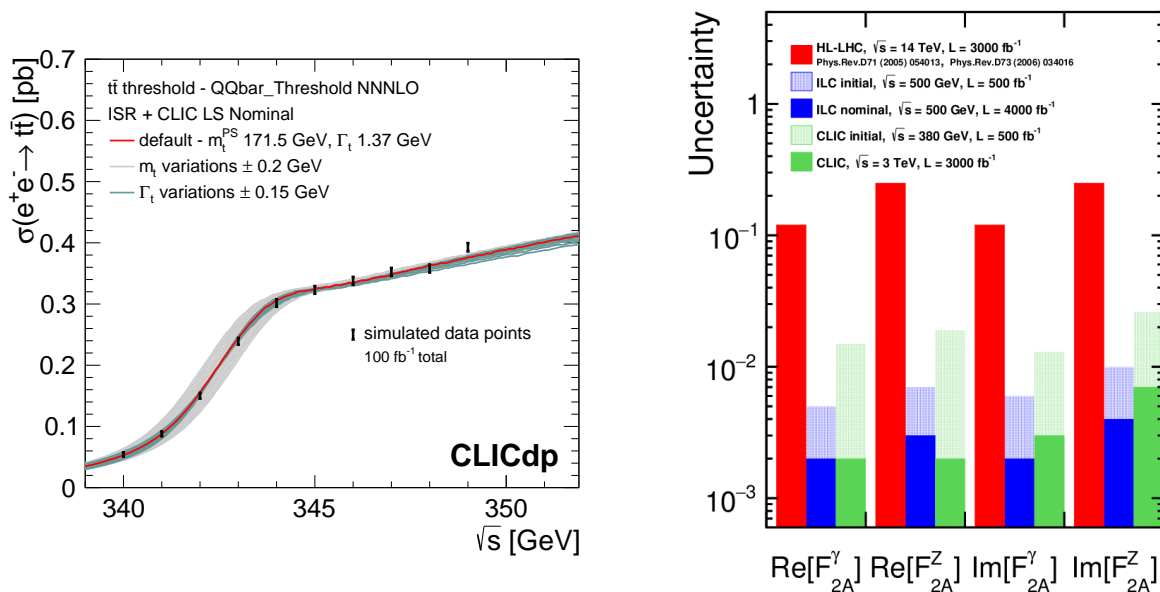 σ(e⁺e⁻→ tt̄) [pb]
0.7
0.6
0.5
0.4
0.3
0.2
0.1
0
tt̄ threshold - QQbar_Threshold NNNLO
ISR + CLIC LS Nominal
default - mₜᴾˢ 171.5 GeV, Γₜ 1.37 GeV
mₜ variations ± 0.2 GeV
Γₜ variations ± 0.15 GeV
simulated data points
100 fb⁻¹ total
CLICdp
340 345 350
√s [GeV]
Uncertainty
1
10⁻¹
10⁻²
10⁻³
HL-LHC, √s = 14 TeV, L = 3000 fb⁻¹
Phys.Rev.D71 (2005) 054013, Phys.Rev.D73 (2006) 034016
ILC initial, √s = 500 GeV, L = 500 fb⁻¹
ILC nominal, √s = 500 GeV, L = 4000 fb⁻¹
CLIC initial, √s = 380 GeV, L = 500 fb⁻¹
CLIC, √s = 3 TeV, L = 3000 fb⁻¹
Re[F^γ_2A] Re[F^Z_2A] Im[F^γ_2A] Im[F^Z_2A]